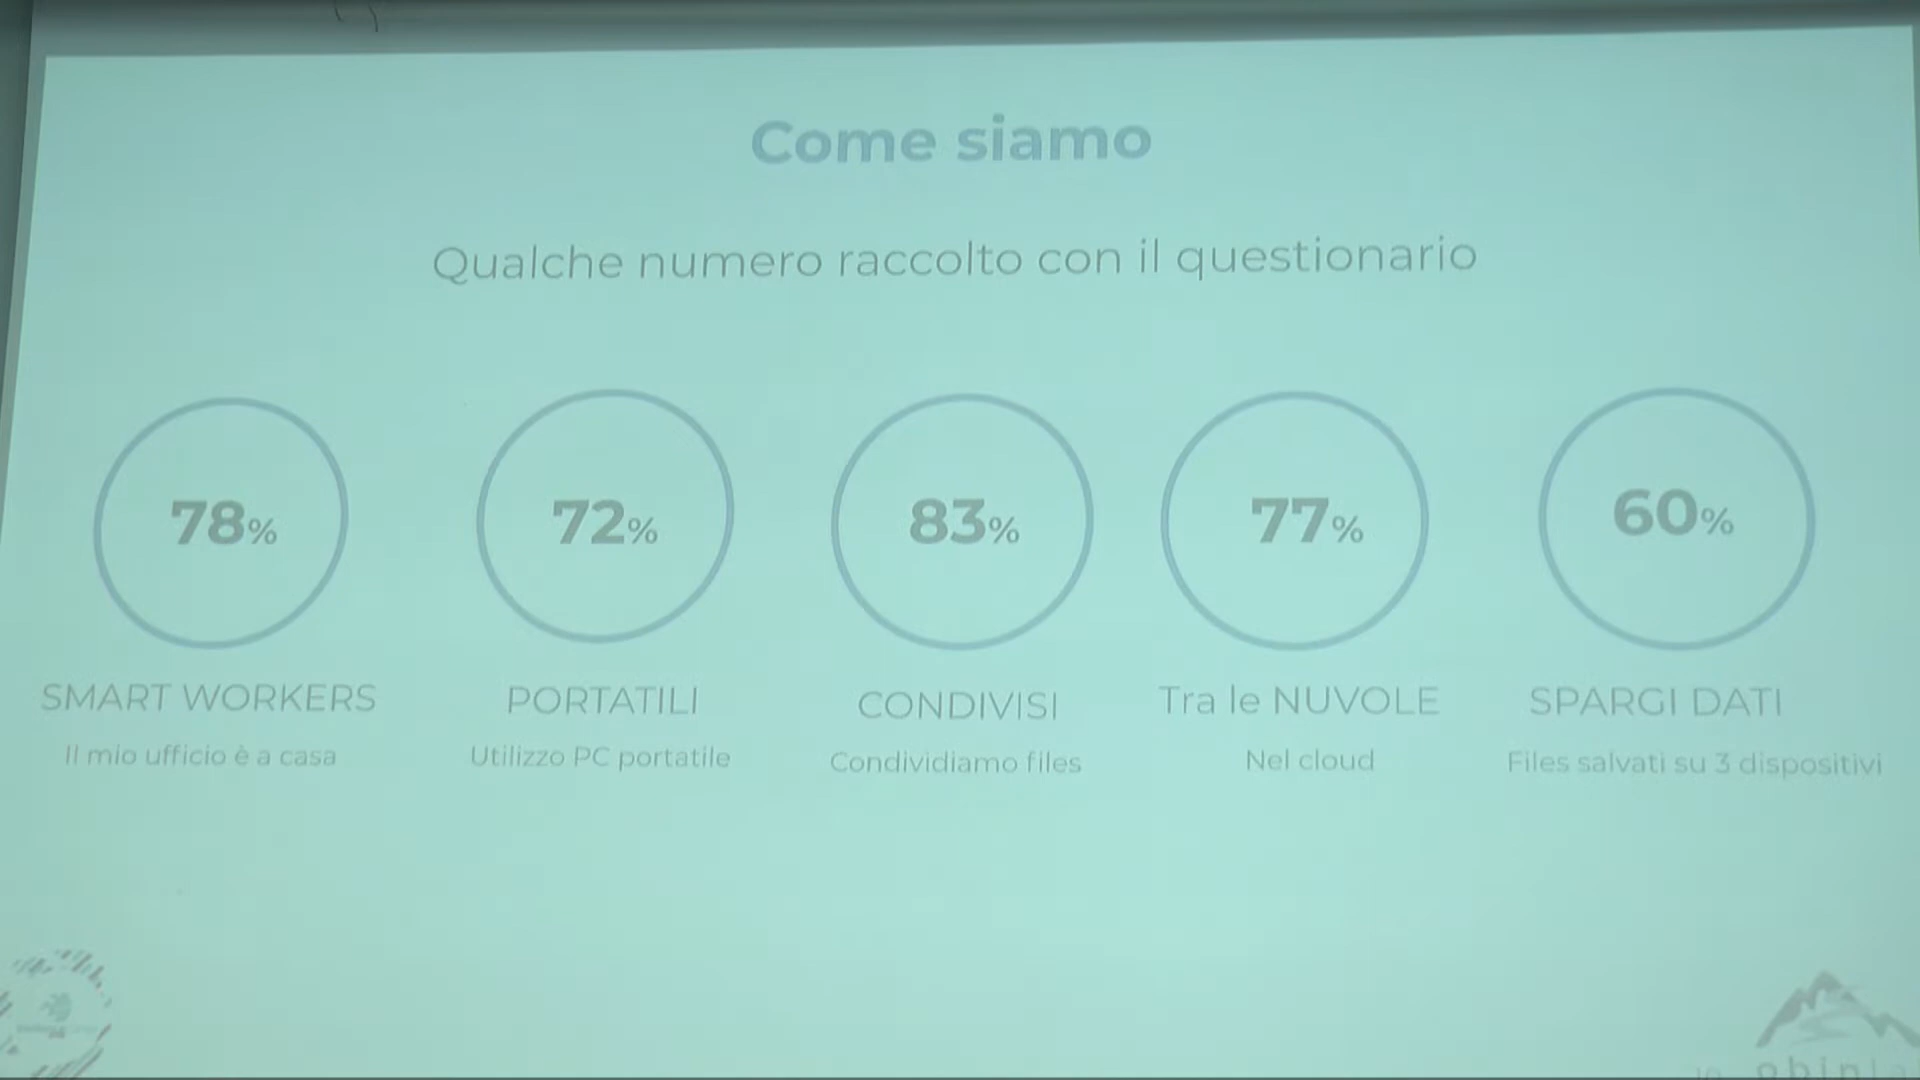 Come siamo
Qualche numero raccolto con il questionario
78%
72%
83%
77%
60%
SMART WORKERS
PORTATILI
CONDIVISI
Tra le NUVOLE
SPARGI DATI
Il mio ufficio è a casa
Utilizzo PC portatile
Condividiamo files
Nel cloud
Files salvati su 3 dispositivi